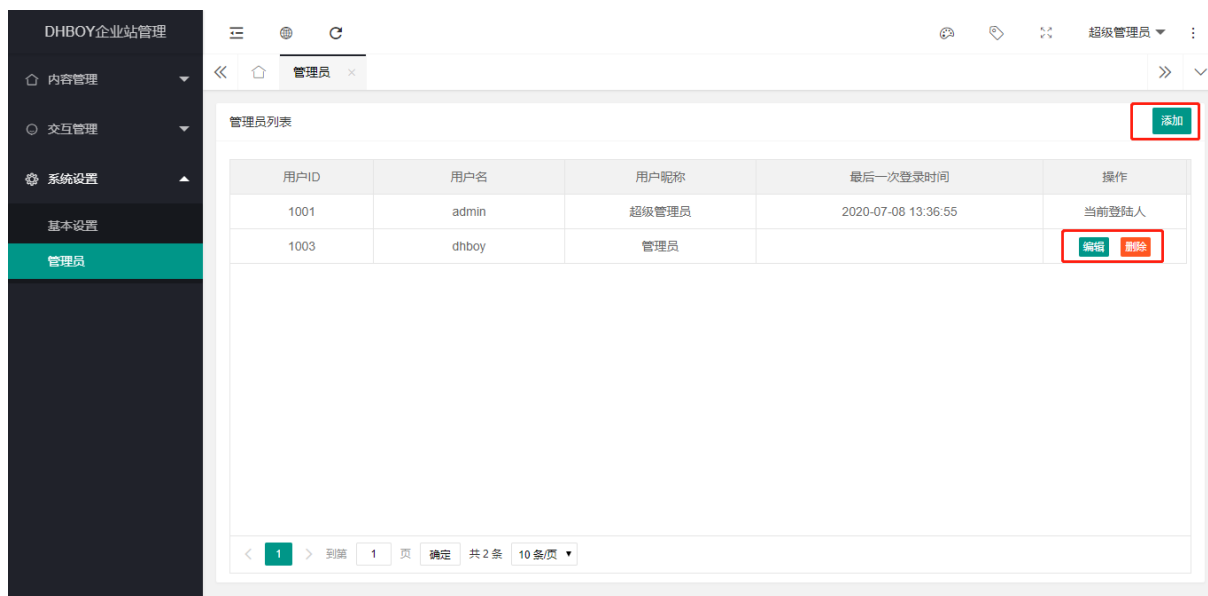 DHBOY企业站管理
超级管理员
内容管理
管理员
交互管理
管理员列表
添加
系统设置
基本设置
管理员
用户ID 用户名 用户昵称 最后一次登录时间 操作
1001 admin 超级管理员 2020-07-08 13:36:55 当前登陆人
1003 dhboy 管理员 编辑 删除
1 到第 1 页 确定 共 2 条 10 条/页